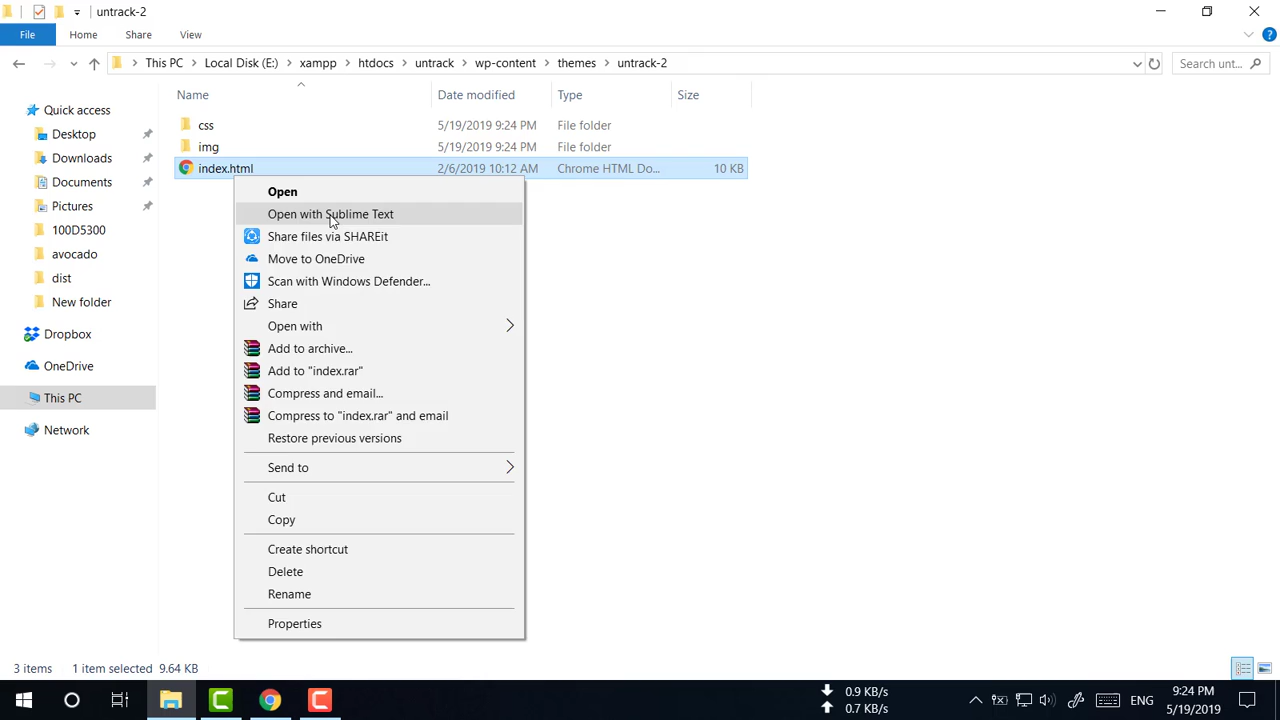 untrack-2
File Home Share View
This PC Local Disk (E:) xampp htdocs untrack wp-content themes untrack-2 Search unt...
Name Date modified Type Size
Quick access
Desktop
Downloads
Documents
Pictures
100D5300
avocado
dist
New folder
Dropbox
OneDrive
This PC
Network
css 5/19/2019 9:24 PM File folder
img 5/19/2019 9:24 PM File folder
index.html 2/6/2019 10:12 AM Chrome HTML Do... 10 KB
Open
Open with Sublime Text
Share files via SHAREit
Move to OneDrive
Scan with Windows Defender...
Share
Open with
Add to archive...
Add to "index.rar"
Compress and email...
Compress to "index.rar" and email
Restore previous versions
Send to
Cut
Copy
Create shortcut
Delete
Rename
Properties
3 items 1 item selected 9.64 KB
0.9 KB/s
0.7 KB/s
ENG
9:24 PM
5/19/2019